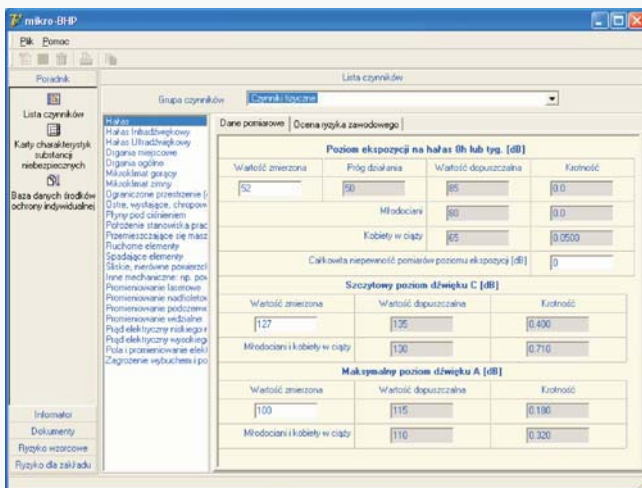 mikro-BHP
Plik Pomoc
Poradnik
Lista czynników
Karty charakterystyk
substancji
niebezpiecznych
Baza danych środków
ochrony indywidualnej
Informator
Dokumenty
Ryzyko wzorcowe
Ryzyko dla zakładu
Lista czynników
Grupa czynników
Czynniki fizyczne
Hałas
Hałas Infradźwiękowy
Hałas Ultradźwiękowy
Drgania miejscowe
Drgania ogólne
Mikroklimat gorący
Mikroklimat zimny
Ograniczone przestrzenie (
Ostre, wystające, chropow
Płyny pod ciśnieniem
Położenie stanowiska prac
Przemieszczające się masz
Ruchome elementy
Spadające elementy
Śliskie, nierówne powierzch
Inne mechaniczne: np. pow
Promieniowanie laserowe
Promieniowanie nadfioletow
Promieniowanie podczerwo
Promieniowanie widzialne
Prąd elektryczny niskiego n
Prąd elektryczny wysokieg
Pola i promieniowanie elekt
Zagrożenie wybuchem i po
Dane pomiarowe Ocena ryzyka zawodowego
Poziom ekspozycji na hałas 8h lub tyg. [dB]
Wartość zmierzona Próg działania Wartość dopuszczalna Krotność
52 50 85 0.0
Młodociani 80 0.0
Kobiety w ciąży 65 0.0500
Całkowita niepewność pomiarów poziomu ekspozycji [dB] 0
Szczytowy poziom dźwięku C [dB]
Wartość zmierzona Wartość dopuszczalna Krotność
127 135 0.400
Młodociani i kobiety w ciąży 130 0.710
Maksymalny poziom dźwięku A [dB]
Wartość zmierzona Wartość dopuszczalna Krotność
100 115 0.180
Młodociani i kobiety w ciąży 110 0.320